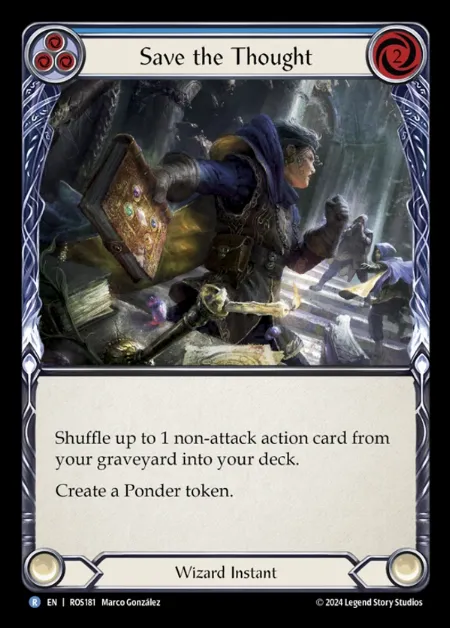 Save the Thought
2
Shuffle up to 1 non-attack action card from
your graveyard into your deck.
Create a Ponder token.
Wizard Instant
R EN | ROS181 Marco González © 2024 Legend Story Studios